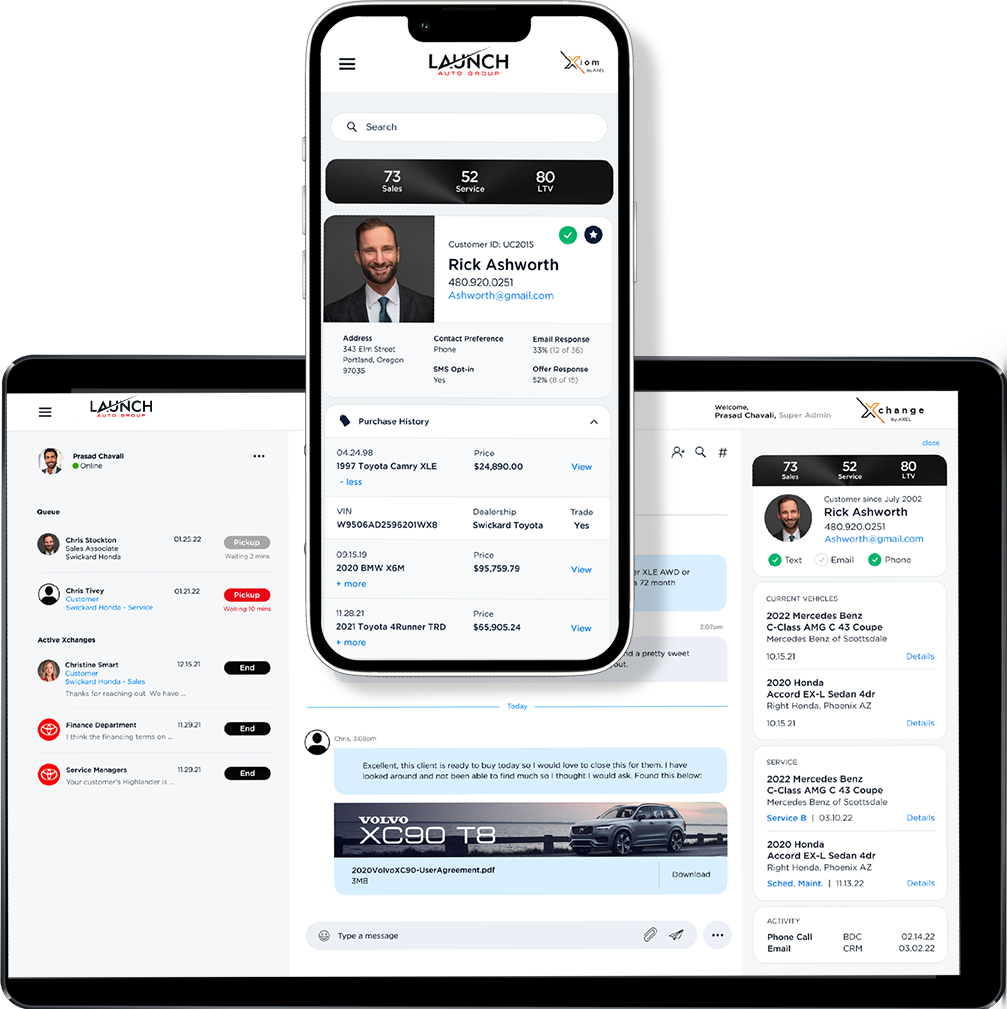 LAUNCH
AUTO GROUP
Xiom
by AXEL
Search
73
Sales
52
Service
80
LTV
Customer ID: UC2015
Rick Ashworth
480.920.0251
Ashworth@gmail.com
Address
343 Elm Street
Portland, Oregon
97035
Contact Preference
Phone
SMS Opt-in
Yes
Email Response
33% (12 of 36)
Offer Response
52% (8 of 15)
Purchase History
04.24.98
1997 Toyota Camry XLE
- less
Price
$24,890.00
View
VIN
W9506AD2596201WX8
Dealership
Swickard Toyota
Trade
Yes
09.15.19
2020 BMW X6M
+ more
Price
$95,759.79
View
11.28.21
2021 Toyota 4Runner TRD
+ more
Price
$65,905.24
View
LAUNCH
AUTO GROUP
Welcome,
Prasad Chavali, Super Admin
Xchange
by AXEL
Prasad Chavali
Online
Queue
Chris Stockton
Sales Associate
Swickard Honda
01.25.22
Pickup
Waiting 2 mins
Chris Tivey
Customer
Swickard Honda - Service
01.21.22
Pickup
Waiting 10 mins
Active Xchanges
Christine Smart
Customer
Swickard Honda - Sales
Thanks for reaching out. We have ...
12.15.21
End
Finance Department
I think the financing terms on ...
11.29.21
End
Service Managers
Your customer's Highlander is ...
11.29.21
End
#
XLE AWD or
a 72 month
3:07pm
a pretty sweet
out.
Today
Chris, 3:08pm
Excellent, this client is ready to buy today so I would love to close this for them. I have
looked around and not been able to find much so I thought I would ask. Found this below:
VOLVO
XC90 T8
2020VolvoXC90-UserAgreement.pdf
3MB
Download
Type a message
close
73
Sales
52
Service
80
LTV
Customer since July 2002
Rick Ashworth
480.920.0251
Ashworth@gmail.com
Text
Email
Phone
CURRENT VEHICLES
2022 Mercedes Benz
C-Class AMG C 43 Coupe
Mercedes Benz of Scottsdale
10.15.21
Details
2020 Honda
Accord EX-L Sedan 4dr
Right Honda, Phoenix AZ
10.15.21
Details
SERVICE
2022 Mercedes Benz
C-Class AMG C 43 Coupe
Mercedes Benz of Scottsdale
Service B | 03.10.22
Details
2020 Honda
Accord EX-L Sedan 4dr
Right Honda, Phoenix AZ
Sched. Maint. | 11.13.22
Details
ACTIVITY
Phone Call BDC 02.14.22
Email CRM 03.02.22